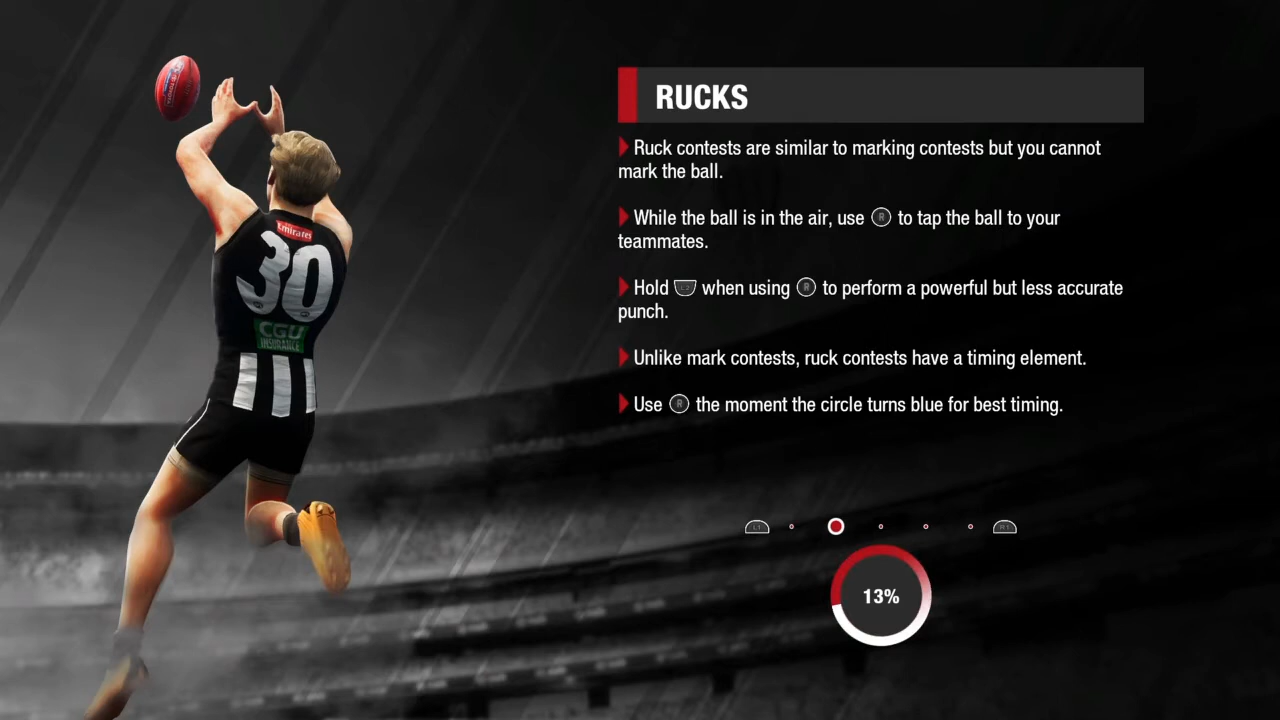 RUCKS
Ruck contests are similar to marking contests but you cannot
mark the ball.
While the ball is in the air, use R to tap the ball to your
teammates.
Hold L2 when using R to perform a powerful but less accurate
punch.
Unlike mark contests, ruck contests have a timing element.
Use R the moment the circle turns blue for best timing.
Emirates
30
CGU
INSURANCE
L1
R1
13%